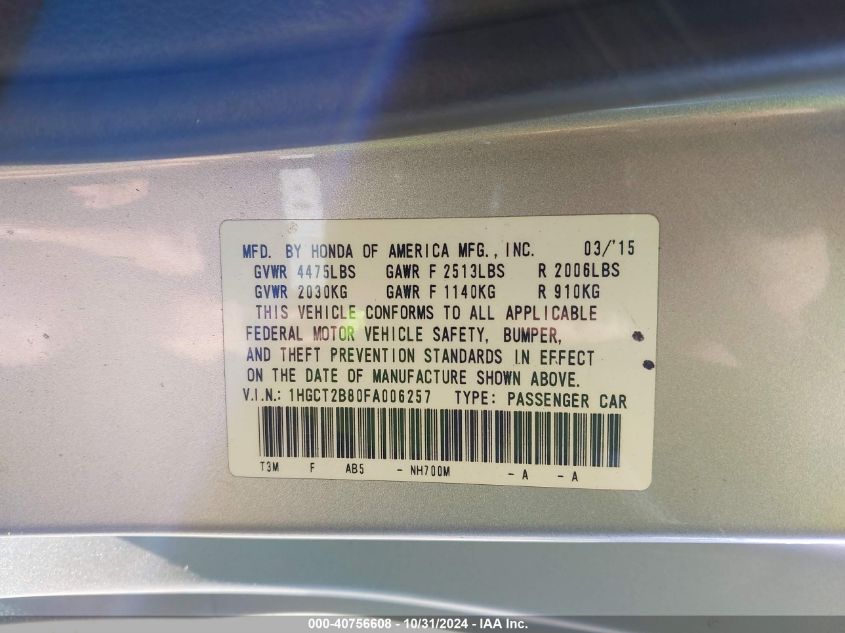 MFD. BY HONDA OF AMERICA MFG., INC. 03/'15
GVWR 4475LBS GAWR F 2513LBS R 2006LBS
GVWR 2030KG GAWR F 1140KG R 910KG
THIS VEHICLE CONFORMS TO ALL APPLICABLE
FEDERAL MOTOR VEHICLE SAFETY, BUMPER,
AND THEFT PREVENTION STANDARDS IN EFFECT
ON THE DATE OF MANUFACTURE SHOWN ABOVE.
V.I.N.: 1HGCT2B80FA006257 TYPE: PASSENGER CAR
T3M F AB5 - NH700M - A - A
000-40756608 - 10/31/2024 - IAA Inc.